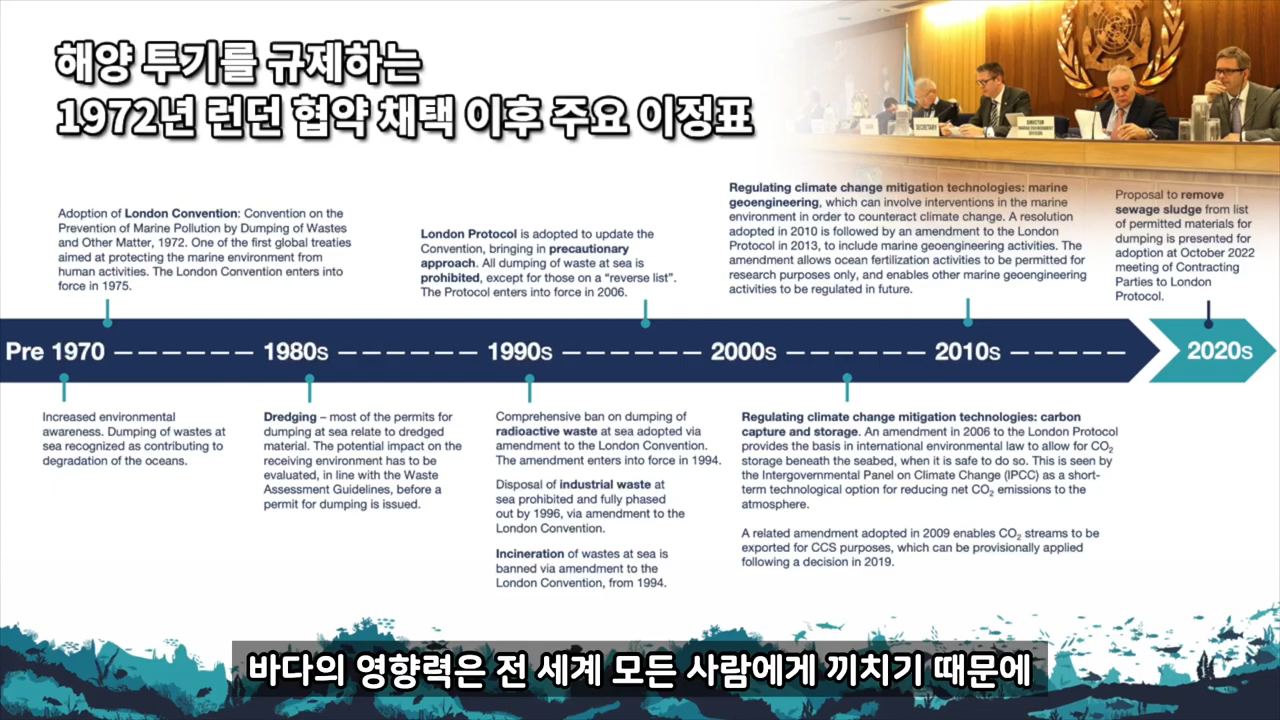 해양 투기를 규제하는
1972년 런던 협약 채택 이후 주요 이정표
SECRETARY
DIRECTOR
MARINE ENVIRONMENT
DIVISION
Adoption of London Convention: Convention on the
Prevention of Marine Pollution by Dumping of Wastes
and Other Matter, 1972. One of the first global treaties
aimed at protecting the marine environment from
human activities. The London Convention enters into
force in 1975.
London Protocol is adopted to update the
Convention, bringing in precautionary
approach. All dumping of waste at sea is
prohibited, except for those on a “reverse list”.
The Protocol enters into force in 2006.
Regulating climate change mitigation technologies: marine
geoengineering, which can involve interventions in the marine
environment in order to counteract climate change. A resolution
adopted in 2010 is followed by an amendment to the London
Protocol in 2013, to include marine geoengineering activities. The
amendment allows ocean fertilization activities to be permitted for
research purposes only, and enables other marine geoengineering
activities to be regulated in future.
Proposal to remove
sewage sludge from list
of permitted materials for
dumping is presented for
adoption at October 2022
meeting of Contracting
Parties to London
Protocol.
Pre 1970 1980s 1990s 2000s 2010s 2020s
Increased environmental
awareness. Dumping of wastes at
sea recognized as contributing to
degradation of the oceans.
Dredging – most of the permits for
dumping at sea relate to dredged
material. The potential impact on the
receiving environment has to be
evaluated, in line with the Waste
Assessment Guidelines, before a
permit for dumping is issued.
Comprehensive ban on dumping of
radioactive waste at sea adopted via
amendment to the London Convention.
The amendment enters into force in 1994.
Disposal of industrial waste at
sea prohibited and fully phased
out by 1996, via amendment to the
London Convention.
Incineration of wastes at sea is
banned via amendment to the
London Convention, from 1994.
Regulating climate change mitigation technologies: carbon
capture and storage. An amendment in 2006 to the London Protocol
provides the basis in international environmental law to allow for CO₂
storage beneath the seabed, when it is safe to do so. This is seen by
the Intergovernmental Panel on Climate Change (IPCC) as a short-
term technological option for reducing net CO₂ emissions to the
atmosphere.
A related amendment adopted in 2009 enables CO₂ streams to be
exported for CCS purposes, which can be provisionally applied
following a decision in 2019.
바다의 영향력은 전 세계 모든 사람에게 끼치기 때문에